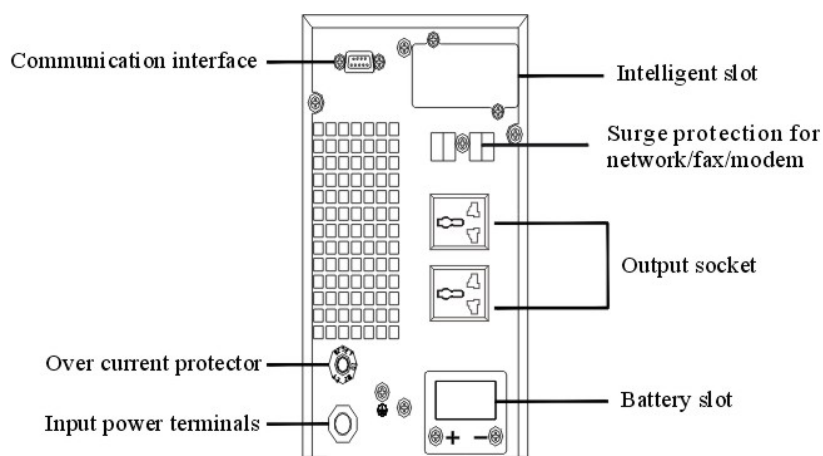 Communication interface
Intelligent slot
Surge protection for
network/fax/modem
Output socket
Over current protector
Input power terminals
Battery slot
+ −